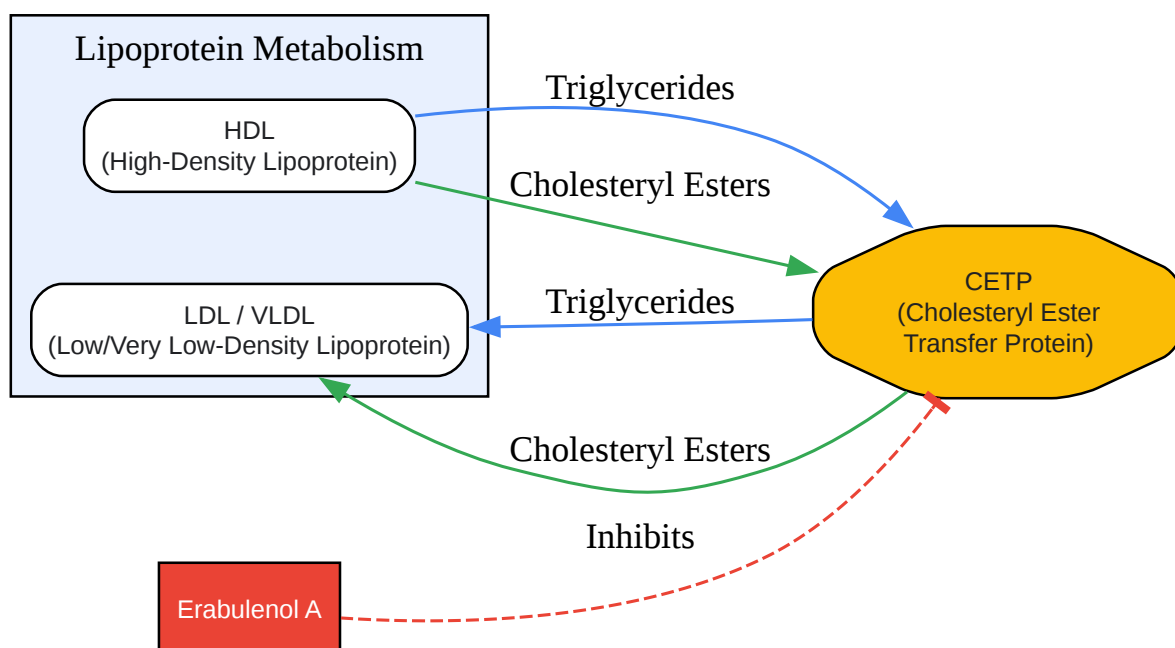 Lipoprotein Metabolism
HDL
(High-Density Lipoprotein)
Triglycerides
Cholesteryl Esters
LDL / VLDL
(Low/Very Low-Density Lipoprotein)
Triglycerides
Cholesteryl Esters
CETP
(Cholesteryl Ester
Transfer Protein)
Inhibits
Erabulenol A